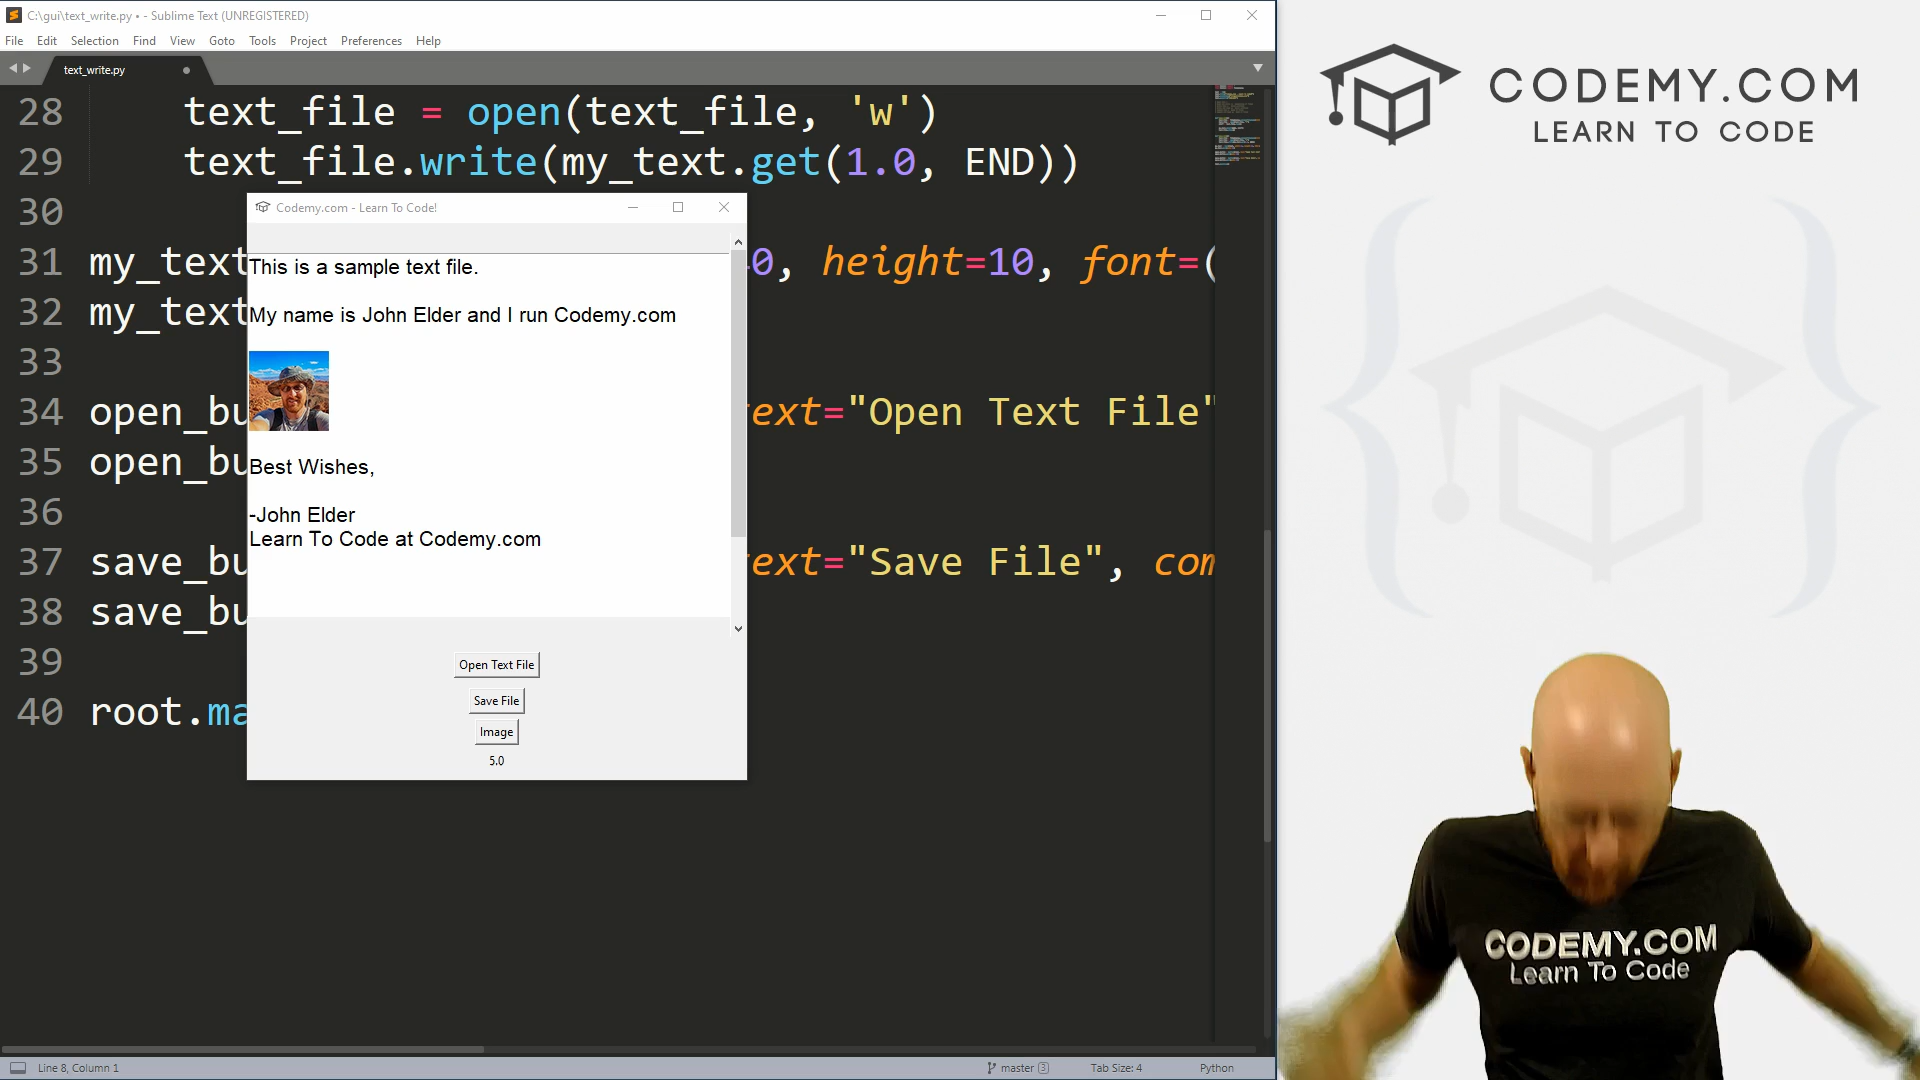 C:\gui\text_write.py • - Sublime Text (UNREGISTERED)
File Edit Selection Find View Goto Tools Project Preferences Help
text_write.py
28 text_file = open(text_file, 'w')
29 text_file.write(my_text.get(1.0, END))
30
31 my_text 0, height=10, font=(
32 my_text
33
34 open_bu ext="Open Text File"
35 open_bu
36
37 save_bu ext="Save File", com
38 save_bu
39
40 root.ma
Codemy.com - Learn To Code!
This is a sample text file.
My name is John Elder and I run Codemy.com
Best Wishes,
-John Elder
Learn To Code at Codemy.com
Open Text File
Save File
Image
5.0
Line 8, Column 1
master 3
Tab Size: 4
Python
CODEMY.COM
LEARN TO CODE
CODEMY.COM
Learn To Code